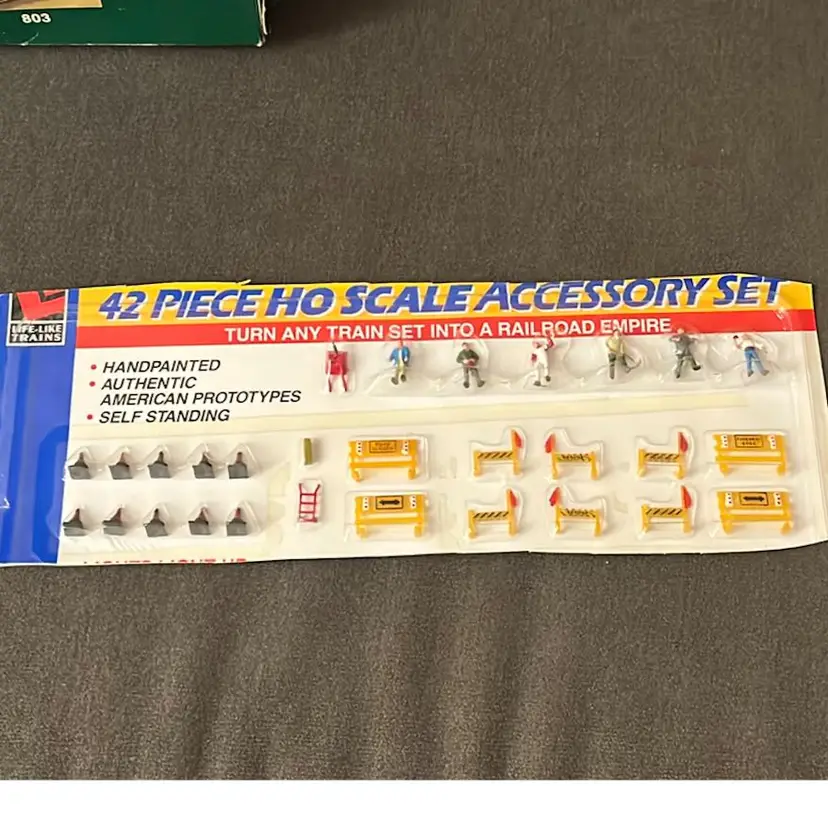 803
LIFE-LIKE
TRAINS
42 PIECE HO SCALE ACCESSORY SET
TURN ANY TRAIN SET INTO A RAILROAD EMPIRE
• HANDPAINTED
• AUTHENTIC
AMERICAN PROTOTYPES
• SELF STANDING